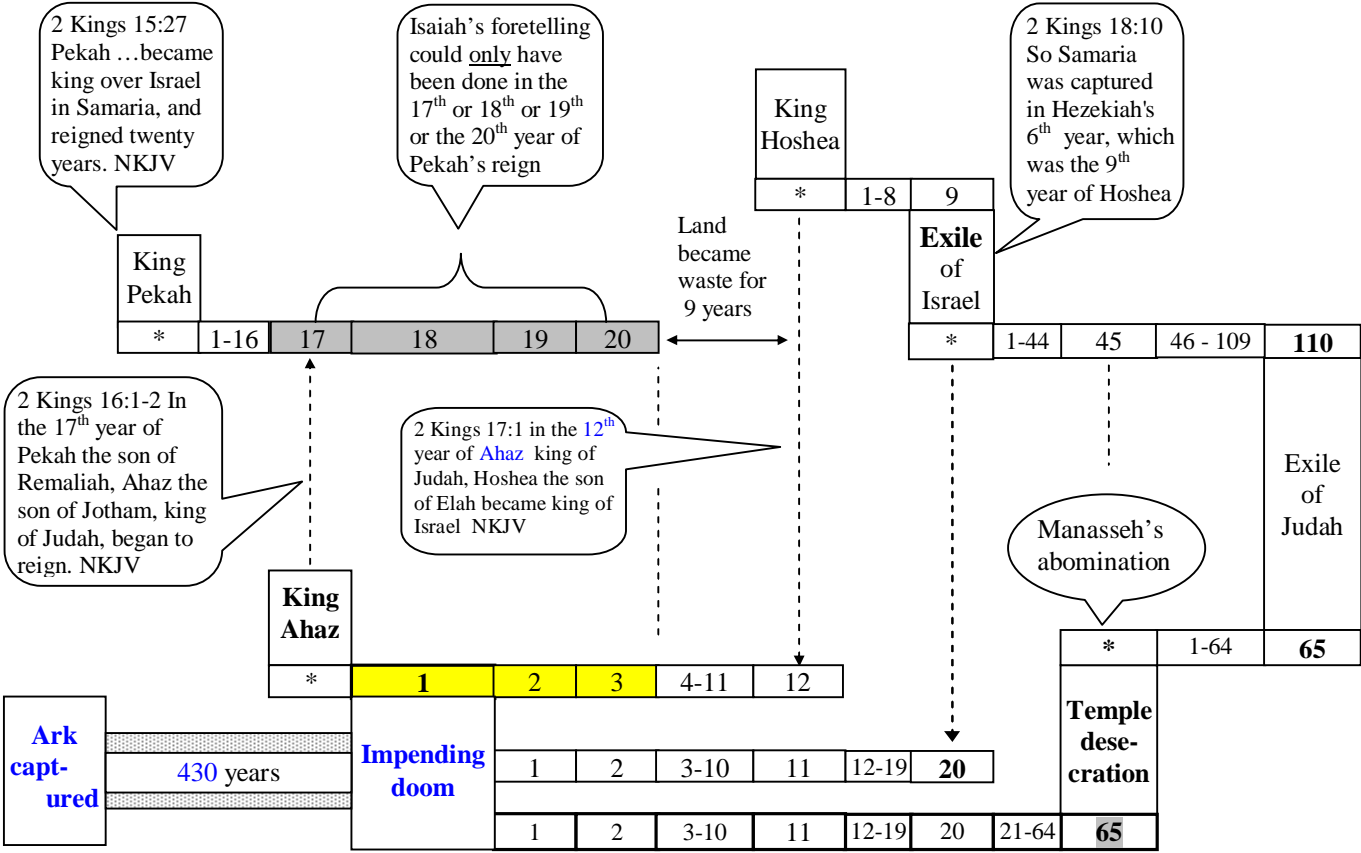 2 Kings 15:27
Pekah …became
king over Israel
in Samaria, and
reigned twenty
years. NKJV
Isaiah’s foretelling
could only have
been done in the
17th or 18th or 19th
or the 20th year of
Pekah’s reign
King
Hoshea
* 1-8 9
2 Kings 18:10
So Samaria
was captured
in Hezekiah's
6th year, which
was the 9th
year of Hoshea
King
Pekah
* 1-16 17 18 19 20
Land
became
waste for
9 years
Exile
of
Israel
* 1-44 45 46 - 109 110
2 Kings 16:1-2 In
the 17th year of
Pekah the son of
Remaliah, Ahaz the
son of Jotham, king
of Judah, began to
reign. NKJV
2 Kings 17:1 in the 12th
year of Ahaz king of
Judah, Hoshea the son
of Elah became king of
Israel NKJV
Manasseh’s
abomination
Exile
of
Judah
King
Ahaz
* 1 2 3 4-11 12
* 1-64 65
Ark
capt-
ured
430 years
Impending
doom
Temple
dese-
cration
1 2 3-10 11 12-19 20
1 2 3-10 11 12-19 20 21-64 65